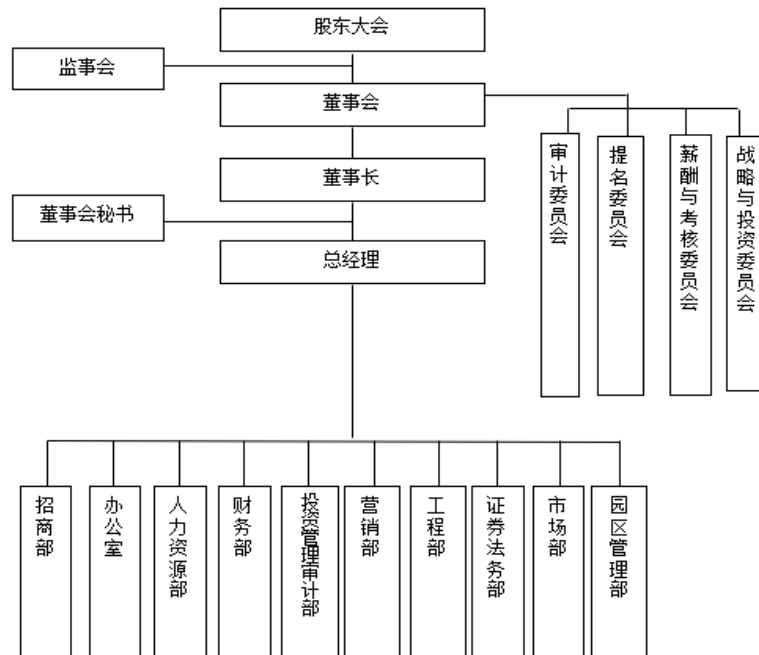 股东大会
监事会
董事会
董事长
董事会秘书
总经理
审计委员会
提名委员会
薪酬与考核委员会
战略与投资委员会
招商部
办公室
人力资源部
财务部
投资管理审计部
营销部
工程部
证券法务部
市场部
园区管理部